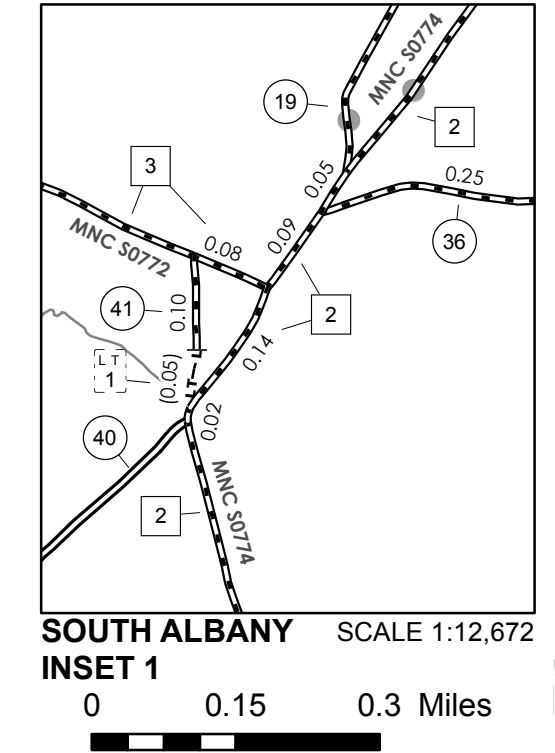 MNC S0774
19
2
3
0.05
0.25
MNC S0772
0.08
0.09
36
41
0.10
2
LT
1
(0.05)
LT
0.14
40
0.02
2
MNC S0774
SOUTH ALBANY SCALE 1:12,672
INSET 1
0 0.15 0.3 Miles